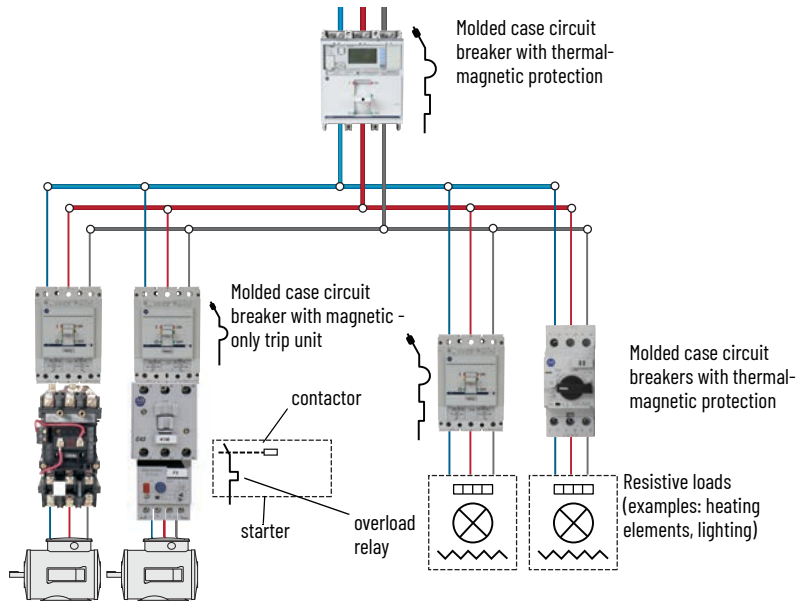 Molded case circuit
breaker with thermal-
magnetic protection
Molded case circuit
breaker with magnetic -
only trip unit
Molded case circuit
breakers with thermal-
magnetic protection
contactor
starter
overload
relay
Resistive loads
(examples: heating
elements, lighting)